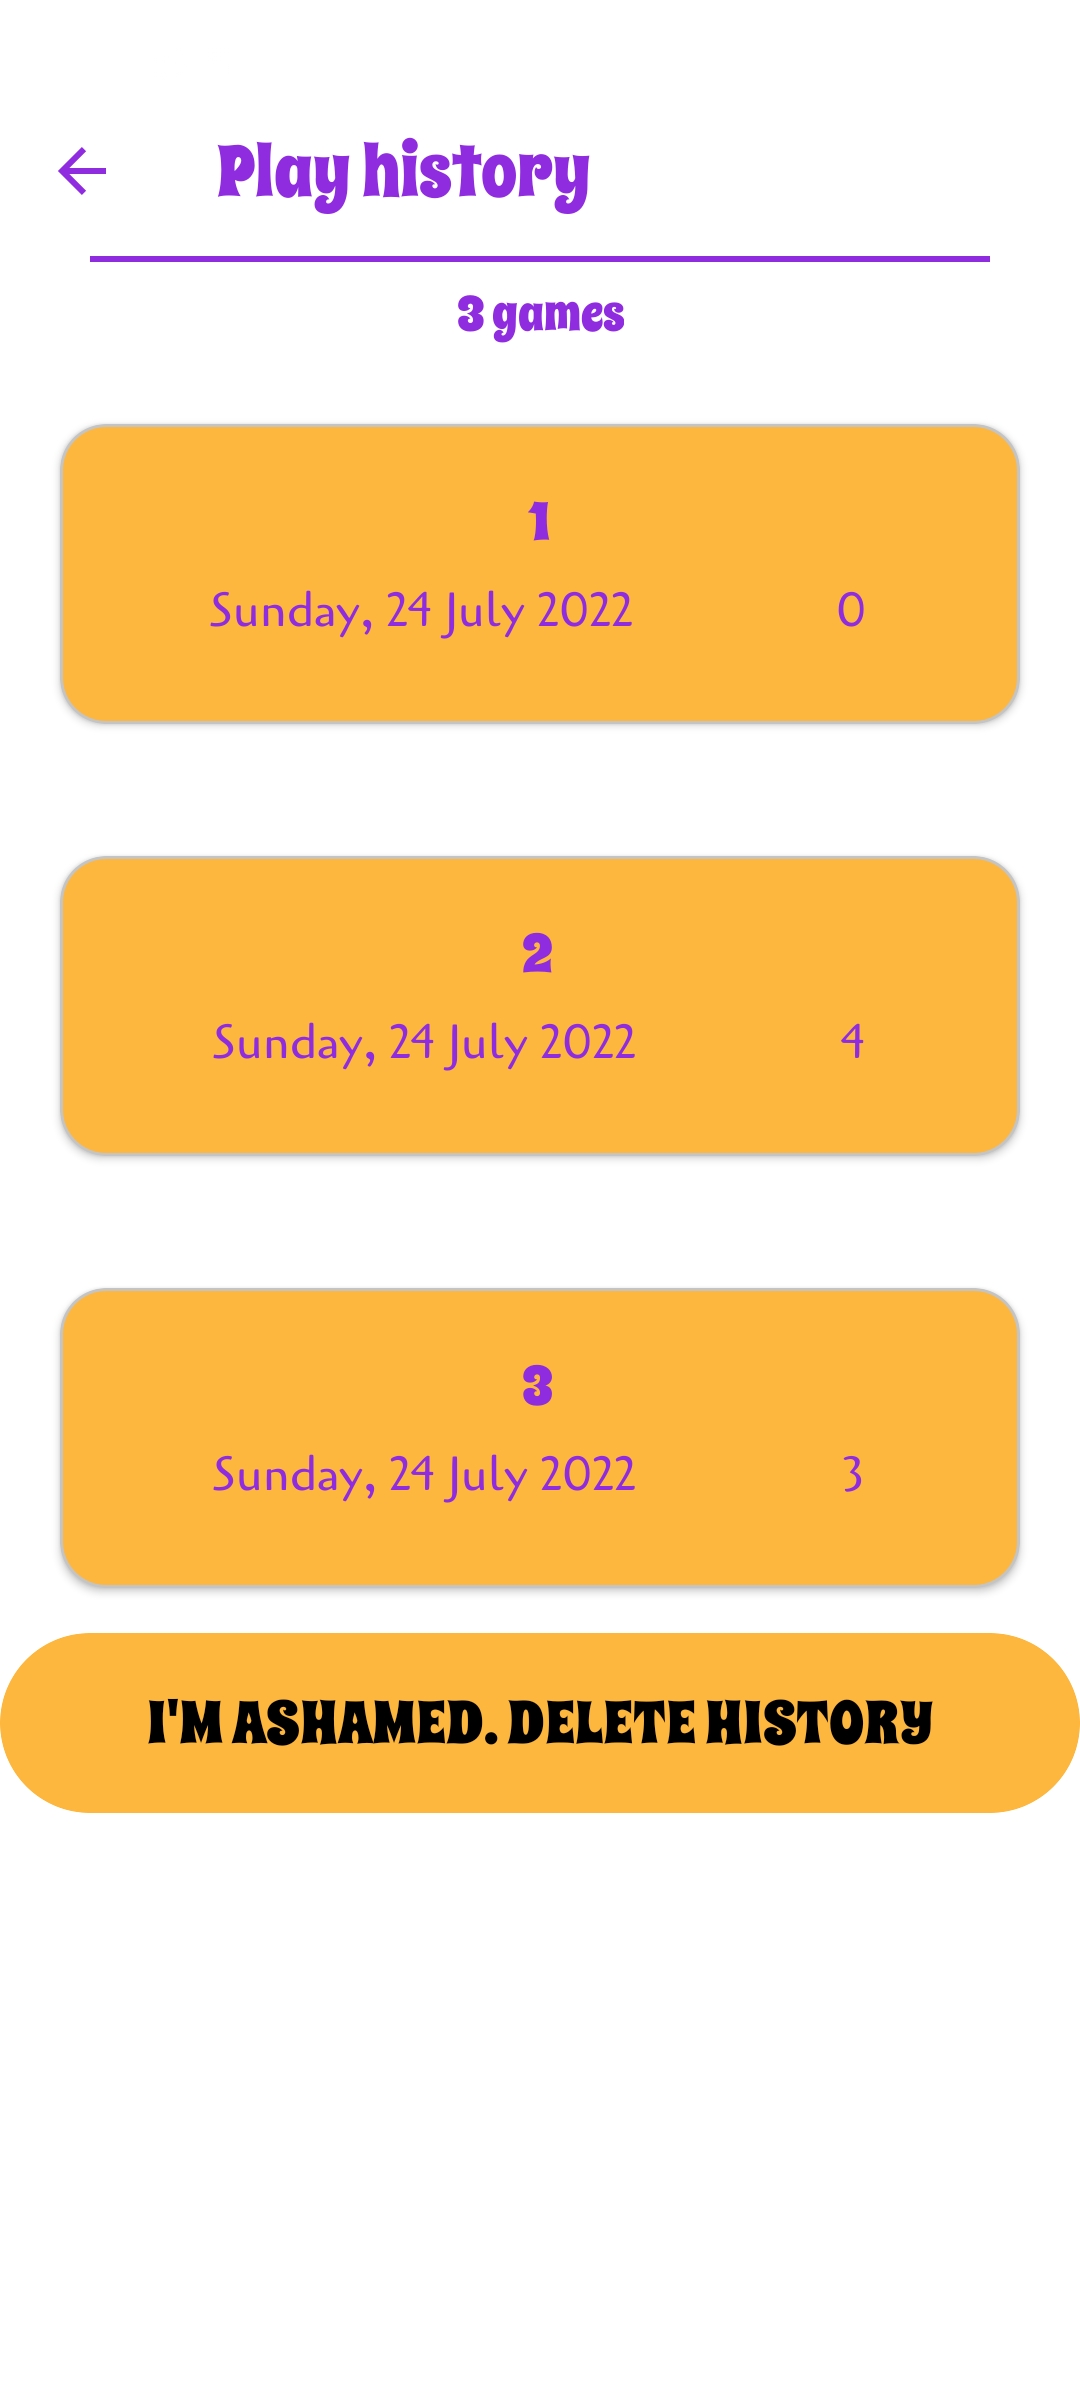 Play history
3 games
1
Sunday, 24 July 2022 0
2
Sunday, 24 July 2022 4
3
Sunday, 24 July 2022 3
I'M ASHAMED. DELETE HISTORY